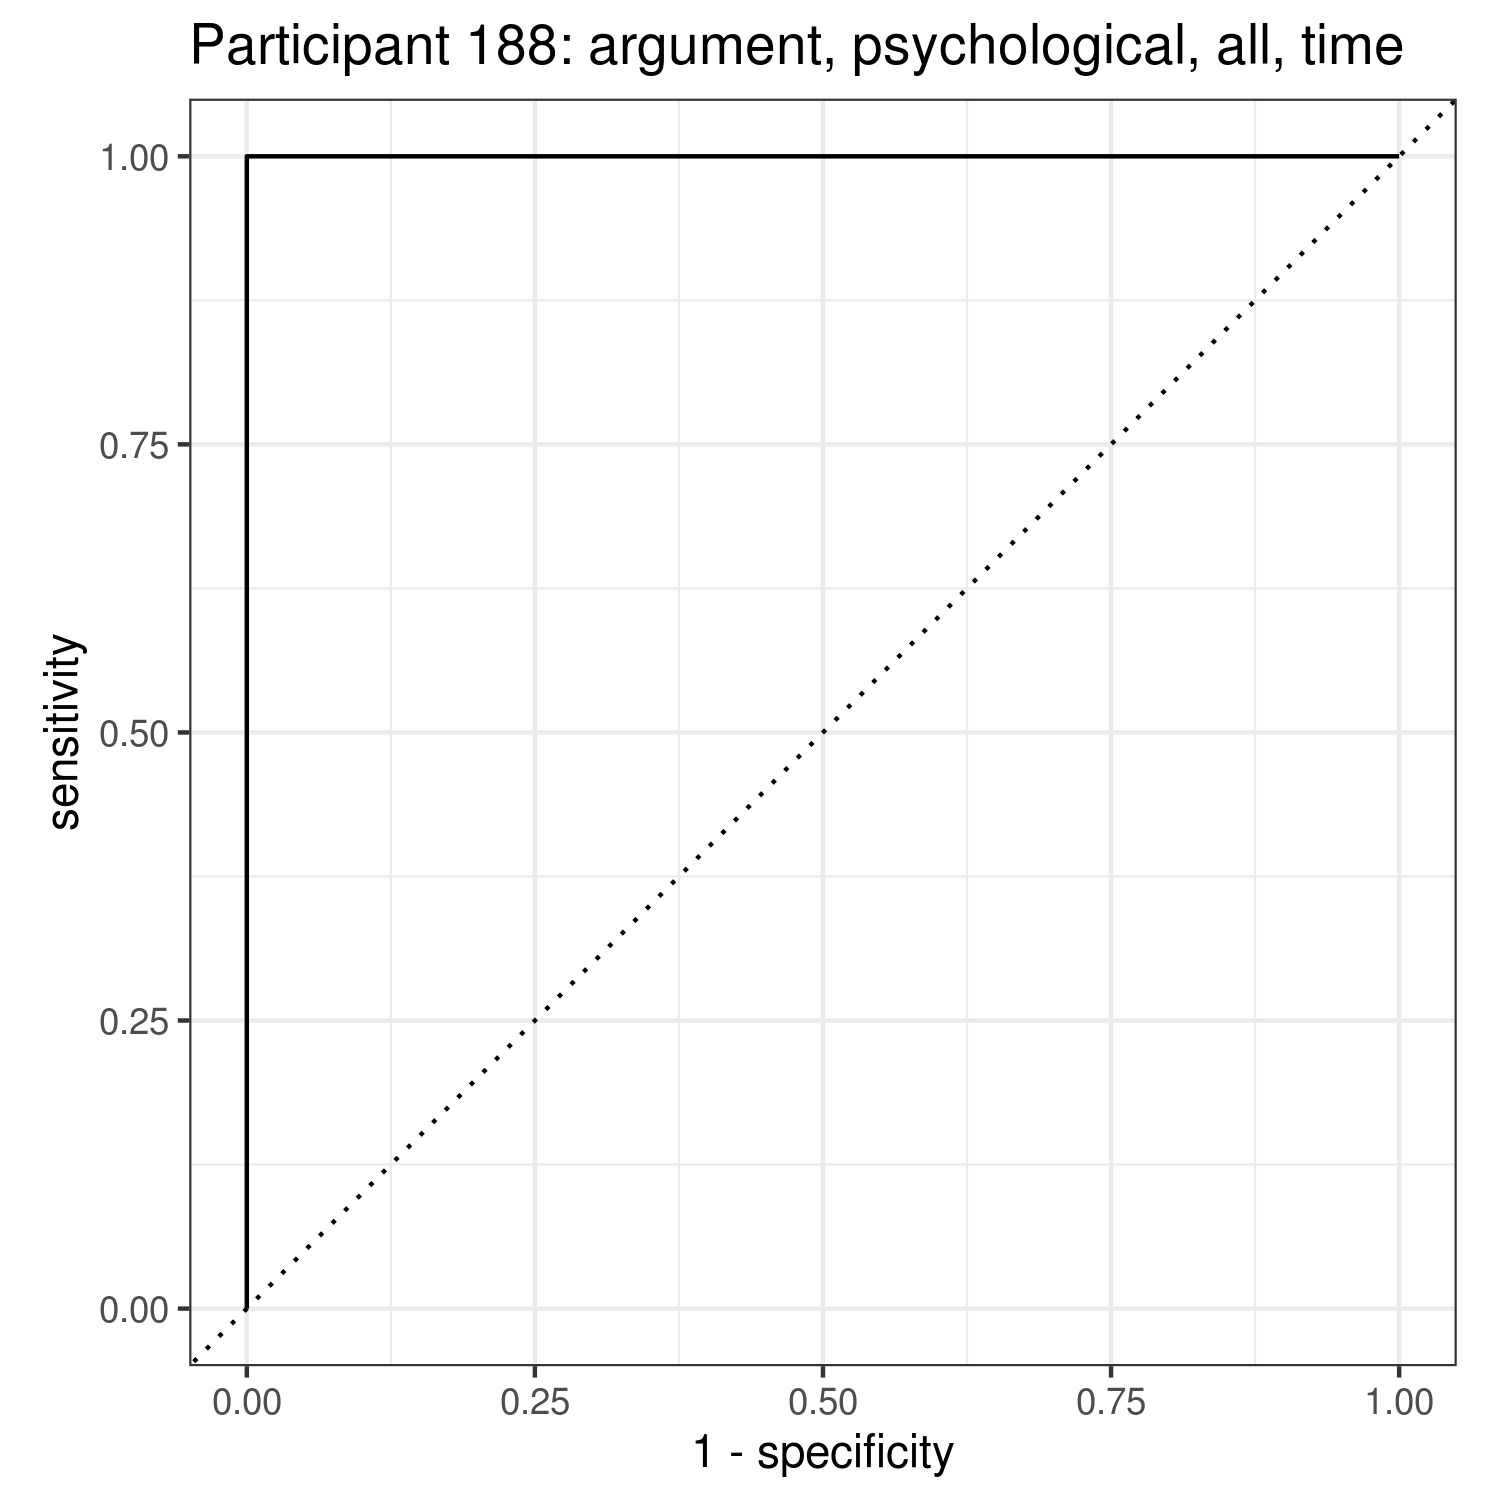 Participant 188: argument, psychological, all, time
1.00
0.75
0.50
0.25
0.00
sensitivity
0.00 0.25 0.50 0.75 1.00
1 - specificity